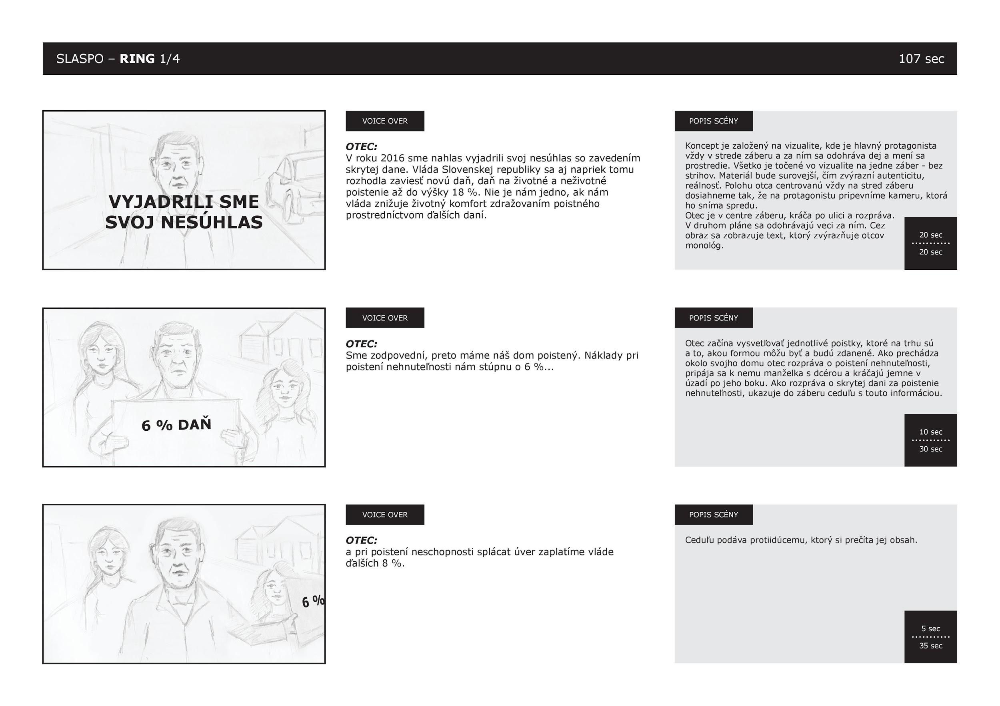 SLASPO – RING 1/4
107 sec
VYJADRILI SME
SVOJ NESÚHLAS
VOICE OVER
OTEC:
V roku 2016 sme nahlas vyjadrili svoj nesúhlas so zavedením
skrytej dane. Vláda Slovenskej republiky sa aj napriek tomu
rozhodla zaviesť novú daň, daň na životné a neživotné
poistenie až do výšky 18 %. Nie je nám jedno, ak nám
vláda znižuje životný komfort zdražovaním poistného
prostredníctvom ďalších daní.
POPIS SCÉNY
Koncept je založený na vizualite, kde je hlavný protagonista
vždy v strede záberu a za ním sa odohráva dej a mení sa
prostredie. Všetko je točené vo vizualite na jedne záber - bez
strihov. Materiál bude surovejší, čím zvýrazní autenticitu,
reálnosť. Polohu otca centrovanú vždy na stred záberu
dosiahneme tak, že na protagonistu pripevníme kameru, ktorá
ho sníma spredu.
Otec je v centre záberu, kráča po ulici a rozpráva.
V druhom pláne sa odohrávajú veci za ním. Cez
obraz sa zobrazuje text, ktorý zvýrazňuje otcov
monológ.
20 sec
20 sec
6 % DAŇ
VOICE OVER
OTEC:
Sme zodpovední, preto máme náš dom poistený. Náklady pri
poistení nehnuteľnosti nám stúpnu o 6 %...
POPIS SCÉNY
Otec začína vysvetľovať jednotlivé poistky, ktoré na trhu sú
a to, akou formou môžu byť a budú zdanené. Ako prechádza
okolo svojho domu otec rozpráva o poistení nehnuteľnosti,
pripája sa k nemu manželka s dcérou a kráčajú jemne v
úzadí po jeho boku. Ako rozpráva o skrytej dani za poistenie
nehnuteľnosti, ukazuje do záberu ceduľu s touto informáciou.
10 sec
30 sec
6 %
VOICE OVER
OTEC:
a pri poistení neschopnosti splácat úver zaplatíme vláde
ďalších 8 %.
POPIS SCÉNY
Ceduľu podáva protiidúcemu, ktorý si prečíta jej obsah.
5 sec
35 sec